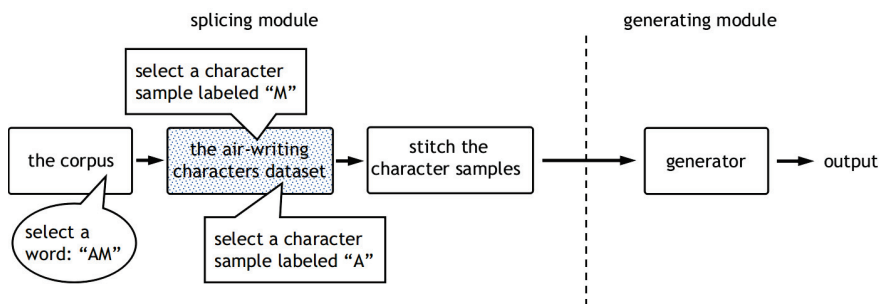 splicing module
generating module
select a character
sample labeled “M”
the corpus
the air-writing
characters dataset
stitch the
character samples
generator
output
select a
word: “AM”
select a character
sample labeled “A”